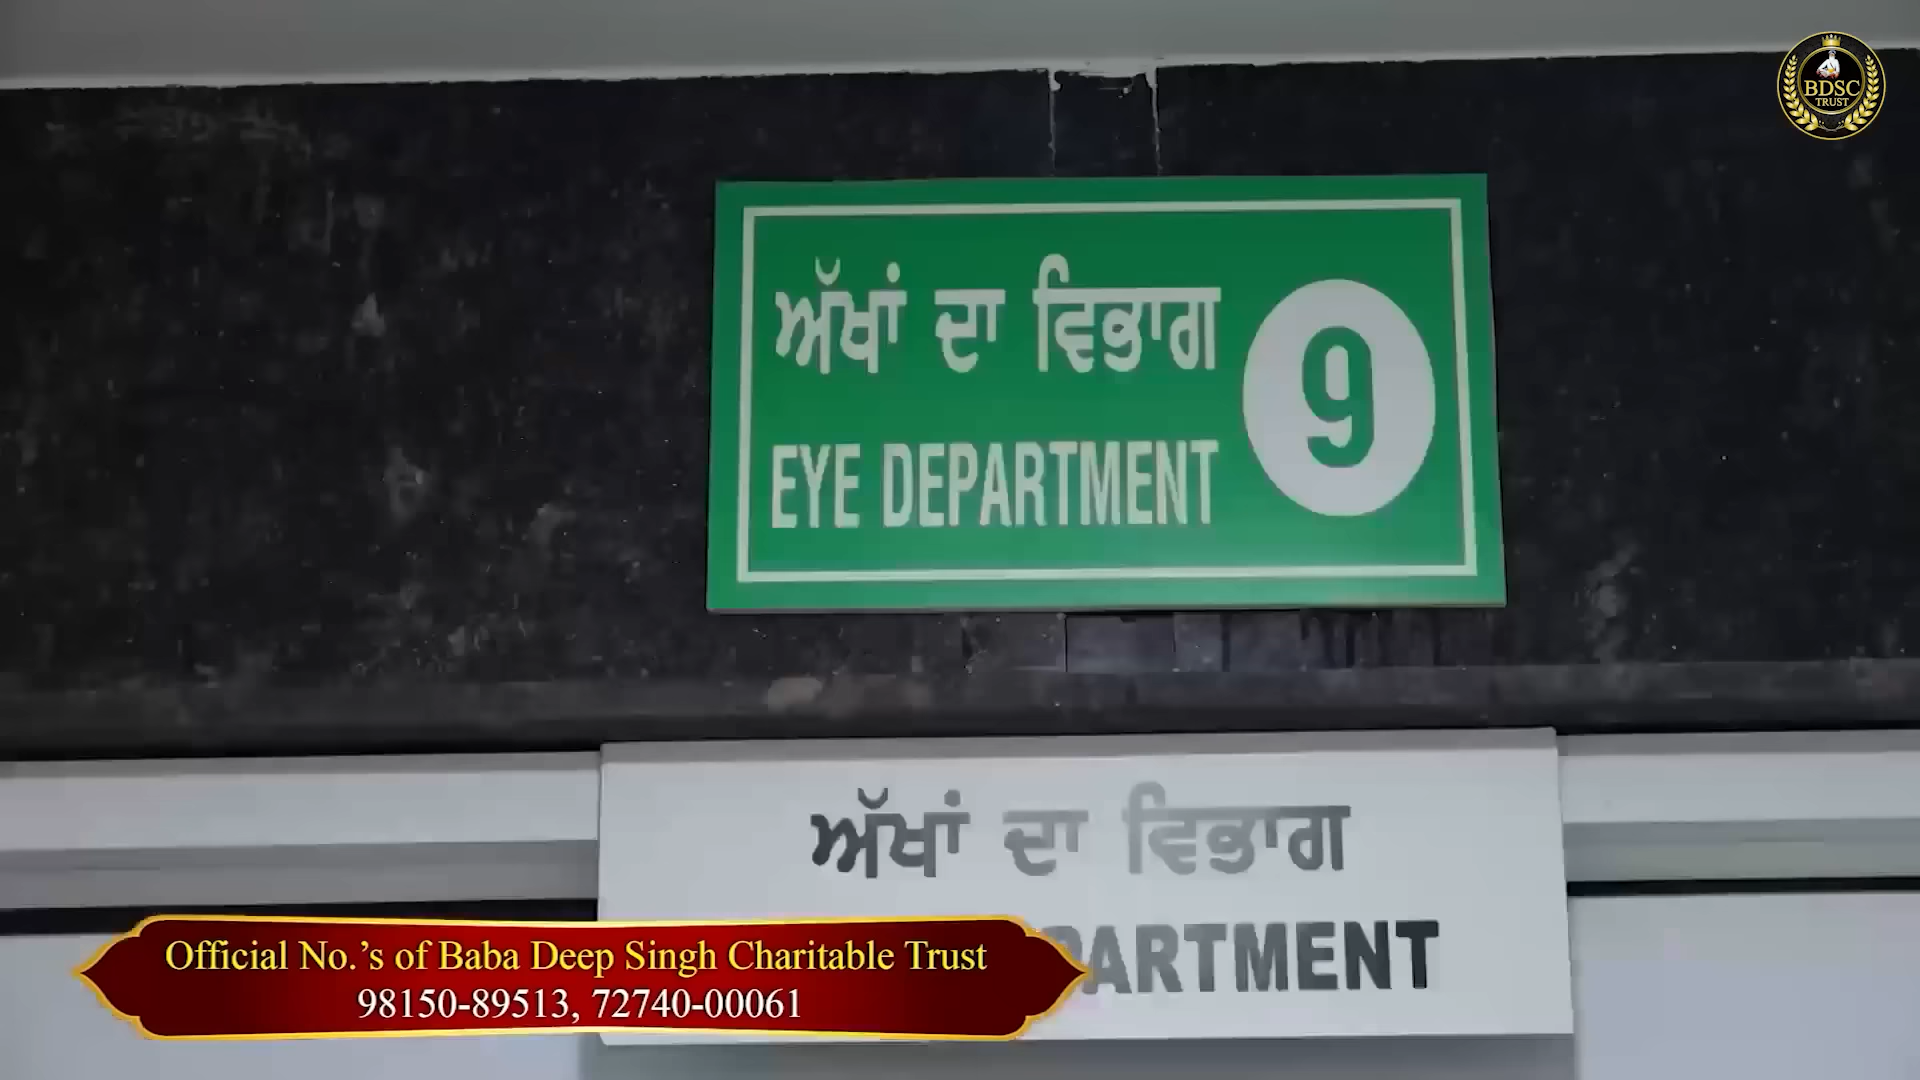 BDSC
TRUST
ਅੱਖਾਂ ਦਾ ਵਿਭਾਗ
EYE DEPARTMENT
9
ਅੱਖਾਂ ਦਾ ਵਿਭਾਗ
PARTMENT
Official No.’s of Baba Deep Singh Charitable Trust
98150-89513, 72740-00061